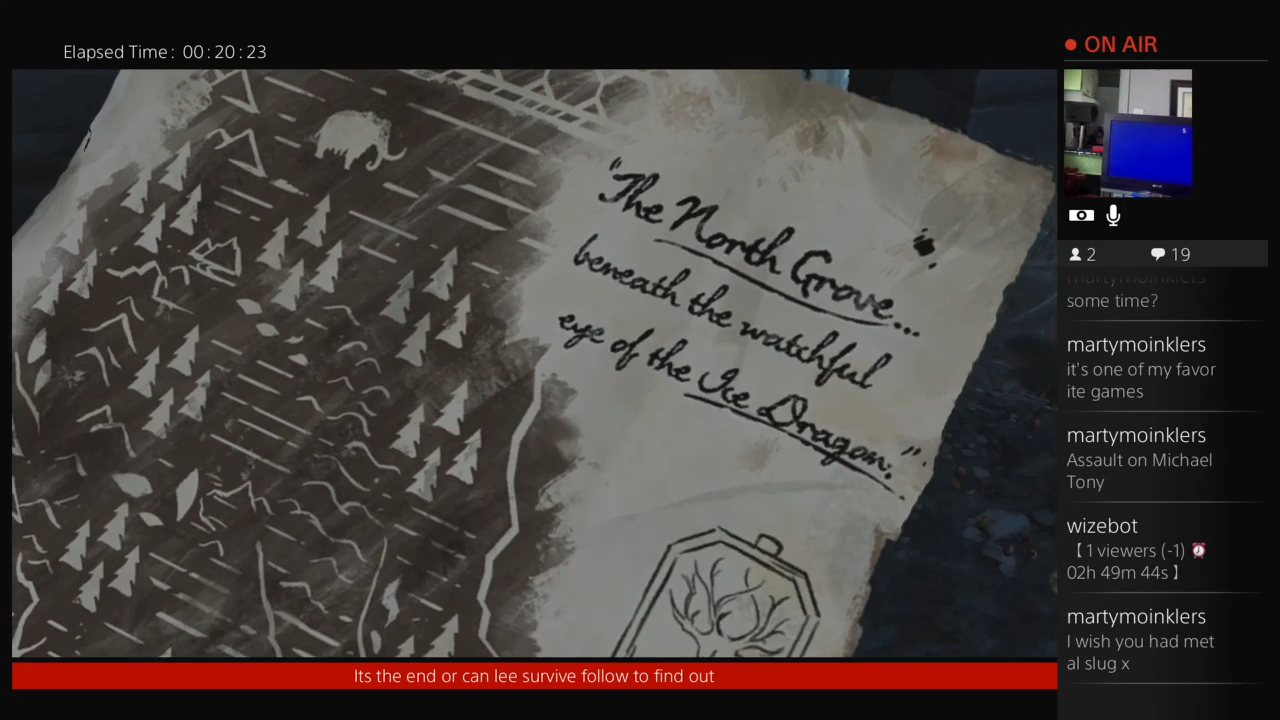 Elapsed Time: 00:20:23
ON AIR
"The North Grove...
beneath the watchful
eye of the Ice Dragon."
2
19
martymoinklers
some time?
martymoinklers
it's one of my favor
ite games
martymoinklers
Assault on Michael
Tony
wizebot
【 1 viewers (-1) ⏰
02h 49m 44s 】
martymoinklers
I wish you had met
al slug x
Its the end or can lee survive follow to find out